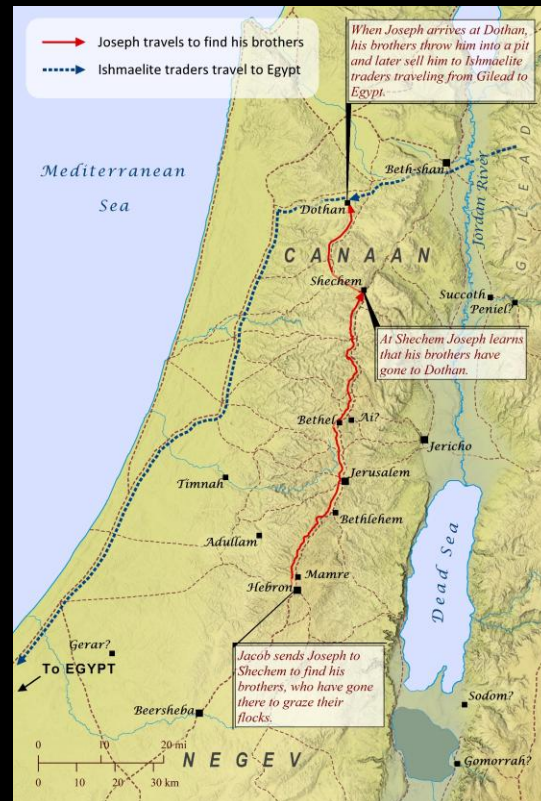 Joseph travels to find his brothers
Ishmaelite traders travel to Egypt
When Joseph arrives at Dothan,
his brothers throw him into a pit
and later sell him to Ishmaelite
traders traveling from Gilead to
Egypt.
Mediterranean
Sea
Beth-shan
Jordan River
GILEAD
Dothan
CANAAN
Shechem
Succoth
Peniel?
At Shechem Joseph learns
that his brothers have
gone to Dothan.
Bethel
Ai?
Jericho
Timnah
Jerusalem
Bethlehem
Adullam
Mamre
Hebron
Dead Sea
Gerar?
To EGYPT
Jacob sends Joseph to
Shechem to find his
brothers, who have gone
there to graze their
flocks.
Sodom?
Beersheba
0 10 20 mi
0 10 20 30 km
NEGEV
Gomorrah?